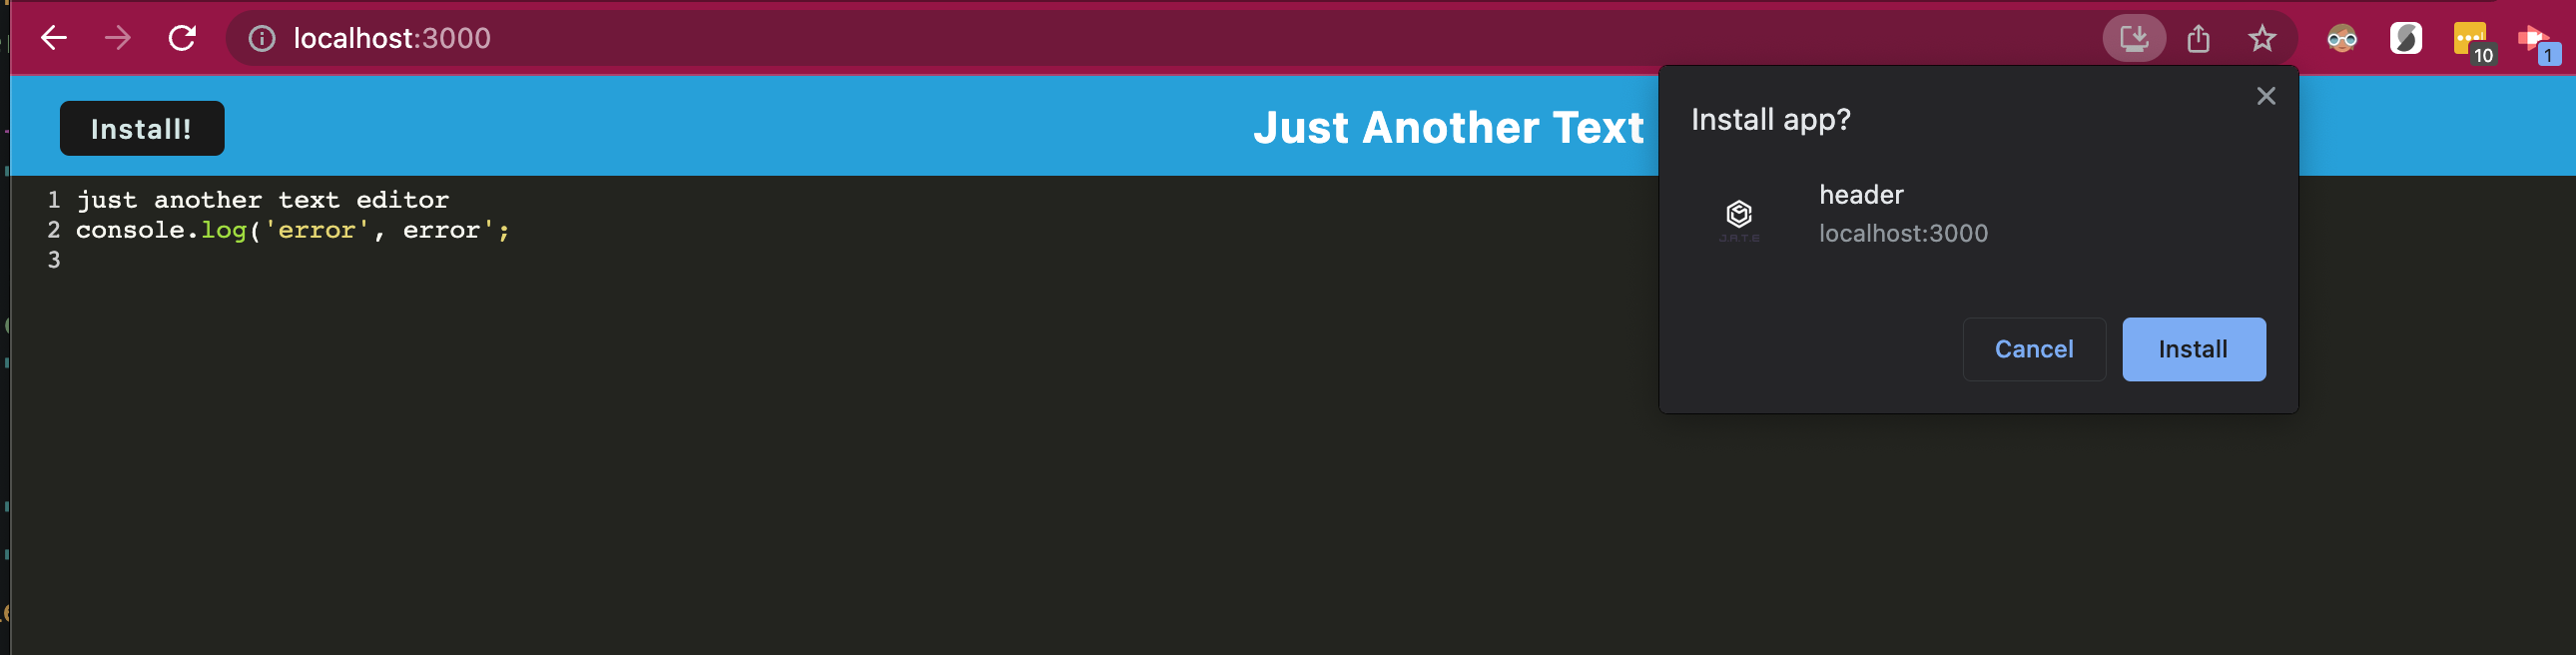 localhost:3000
10
1
Install!
Just Another Text
Install app?
header
localhost:3000
J.A.T.E
Cancel
Install
1 just another text editor
2 console.log('error', error';
3